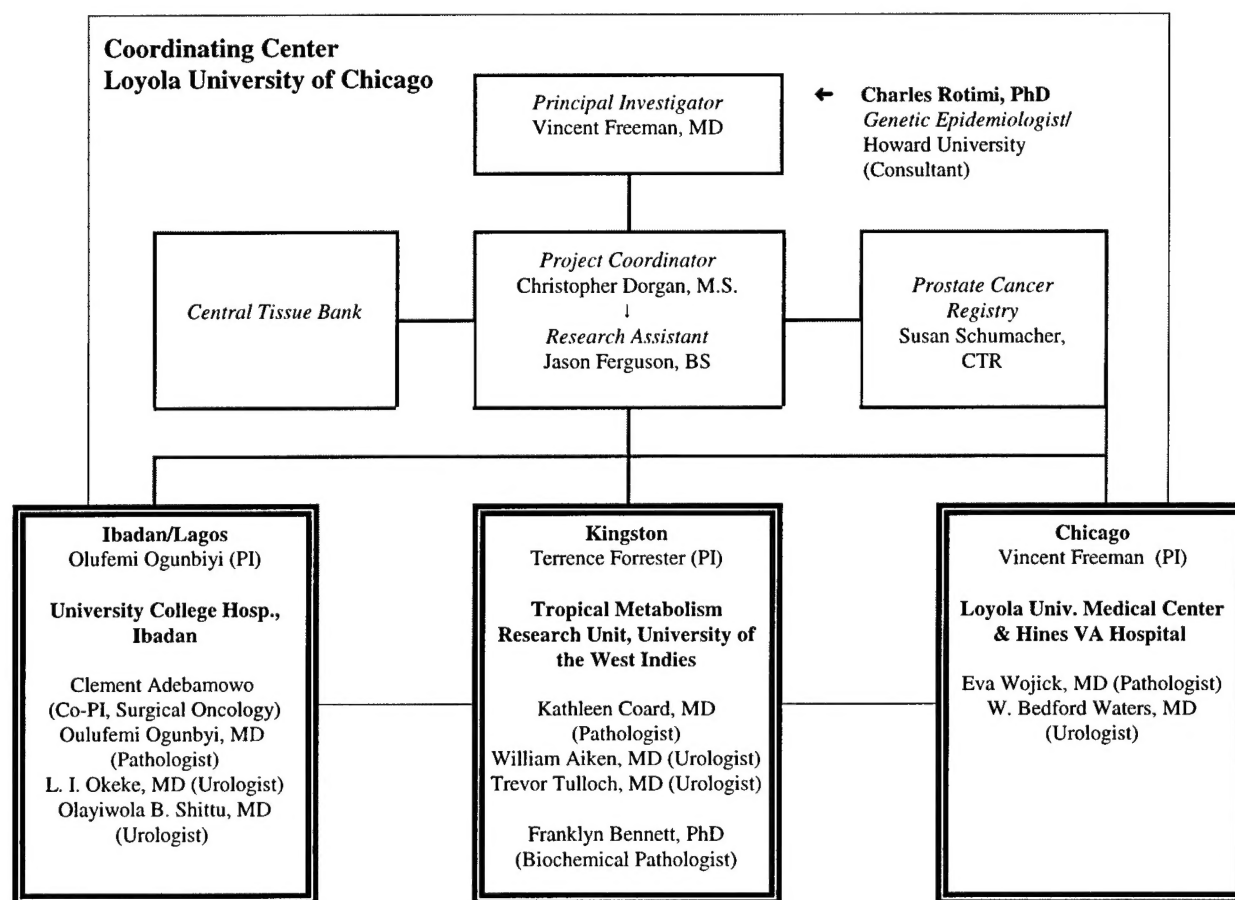 Coordinating Center
Loyola University of Chicago
Principal Investigator
Vincent Freeman, MD
← Charles Rotimi, PhD
Genetic Epidemiologist/
Howard University
(Consultant)
Central Tissue Bank
Project Coordinator
Christopher Dorgan, M.S.
↓
Research Assistant
Jason Ferguson, BS
Prostate Cancer
Registry
Susan Schumacher,
CTR
Ibadan/Lagos
Olufemi Ogunbiyi (PI)
University College Hosp.,
Ibadan
Clement Adebamowo
(Co-PI, Surgical Oncology)
Oulufemi Ogunbyi, MD
(Pathologist)
L. I. Okeke, MD (Urologist)
Olayiwola B. Shittu, MD
(Urologist)
Kingston
Terrence Forrester (PI)
Tropical Metabolism
Research Unit, University of
the West Indies
Kathleen Coard, MD
(Pathologist)
William Aiken, MD (Urologist)
Trevor Tulloch, MD (Urologist)
Franklyn Bennett, PhD
(Biochemical Pathologist)
Chicago
Vincent Freeman (PI)
Loyola Univ. Medical Center
& Hines VA Hospital
Eva Wojick, MD (Pathologist)
W. Bedford Waters, MD
(Urologist)